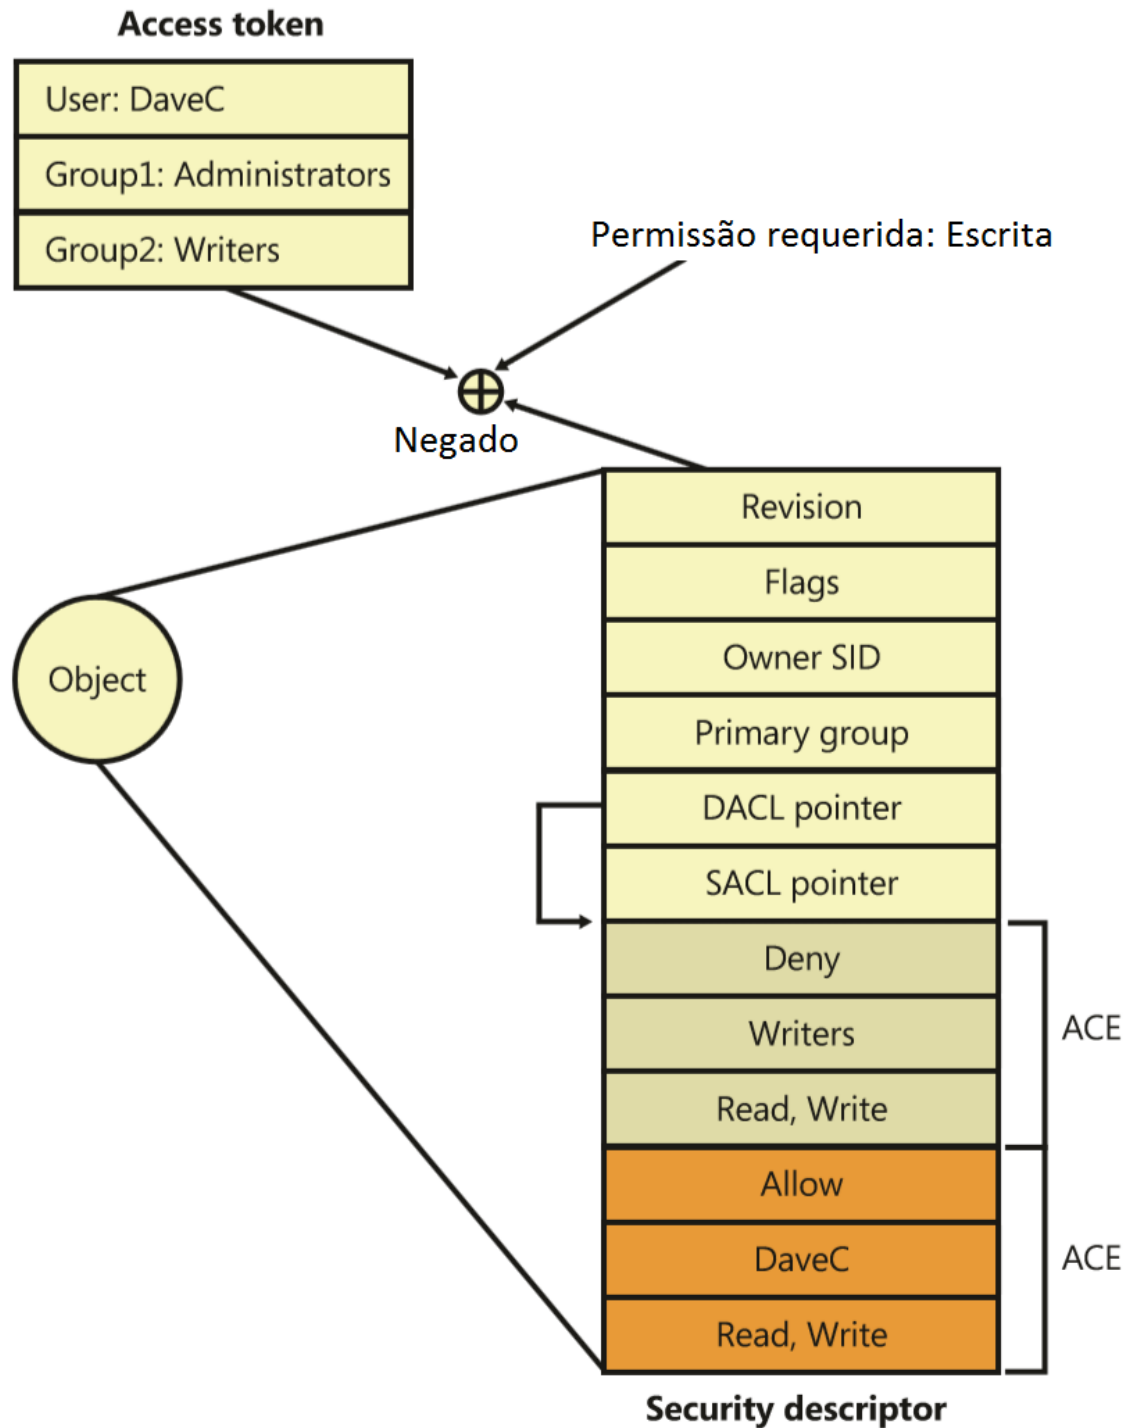 Access token
User: DaveC
Group1: Administrators
Group2: Writers
Permissão requerida: Escrita
Negado
Revision
Flags
Owner SID
Object
Primary group
DACL pointer
SACL pointer
Deny
Writers
ACE
Read, Write
Allow
DaveC
ACE
Read, Write
Security descriptor